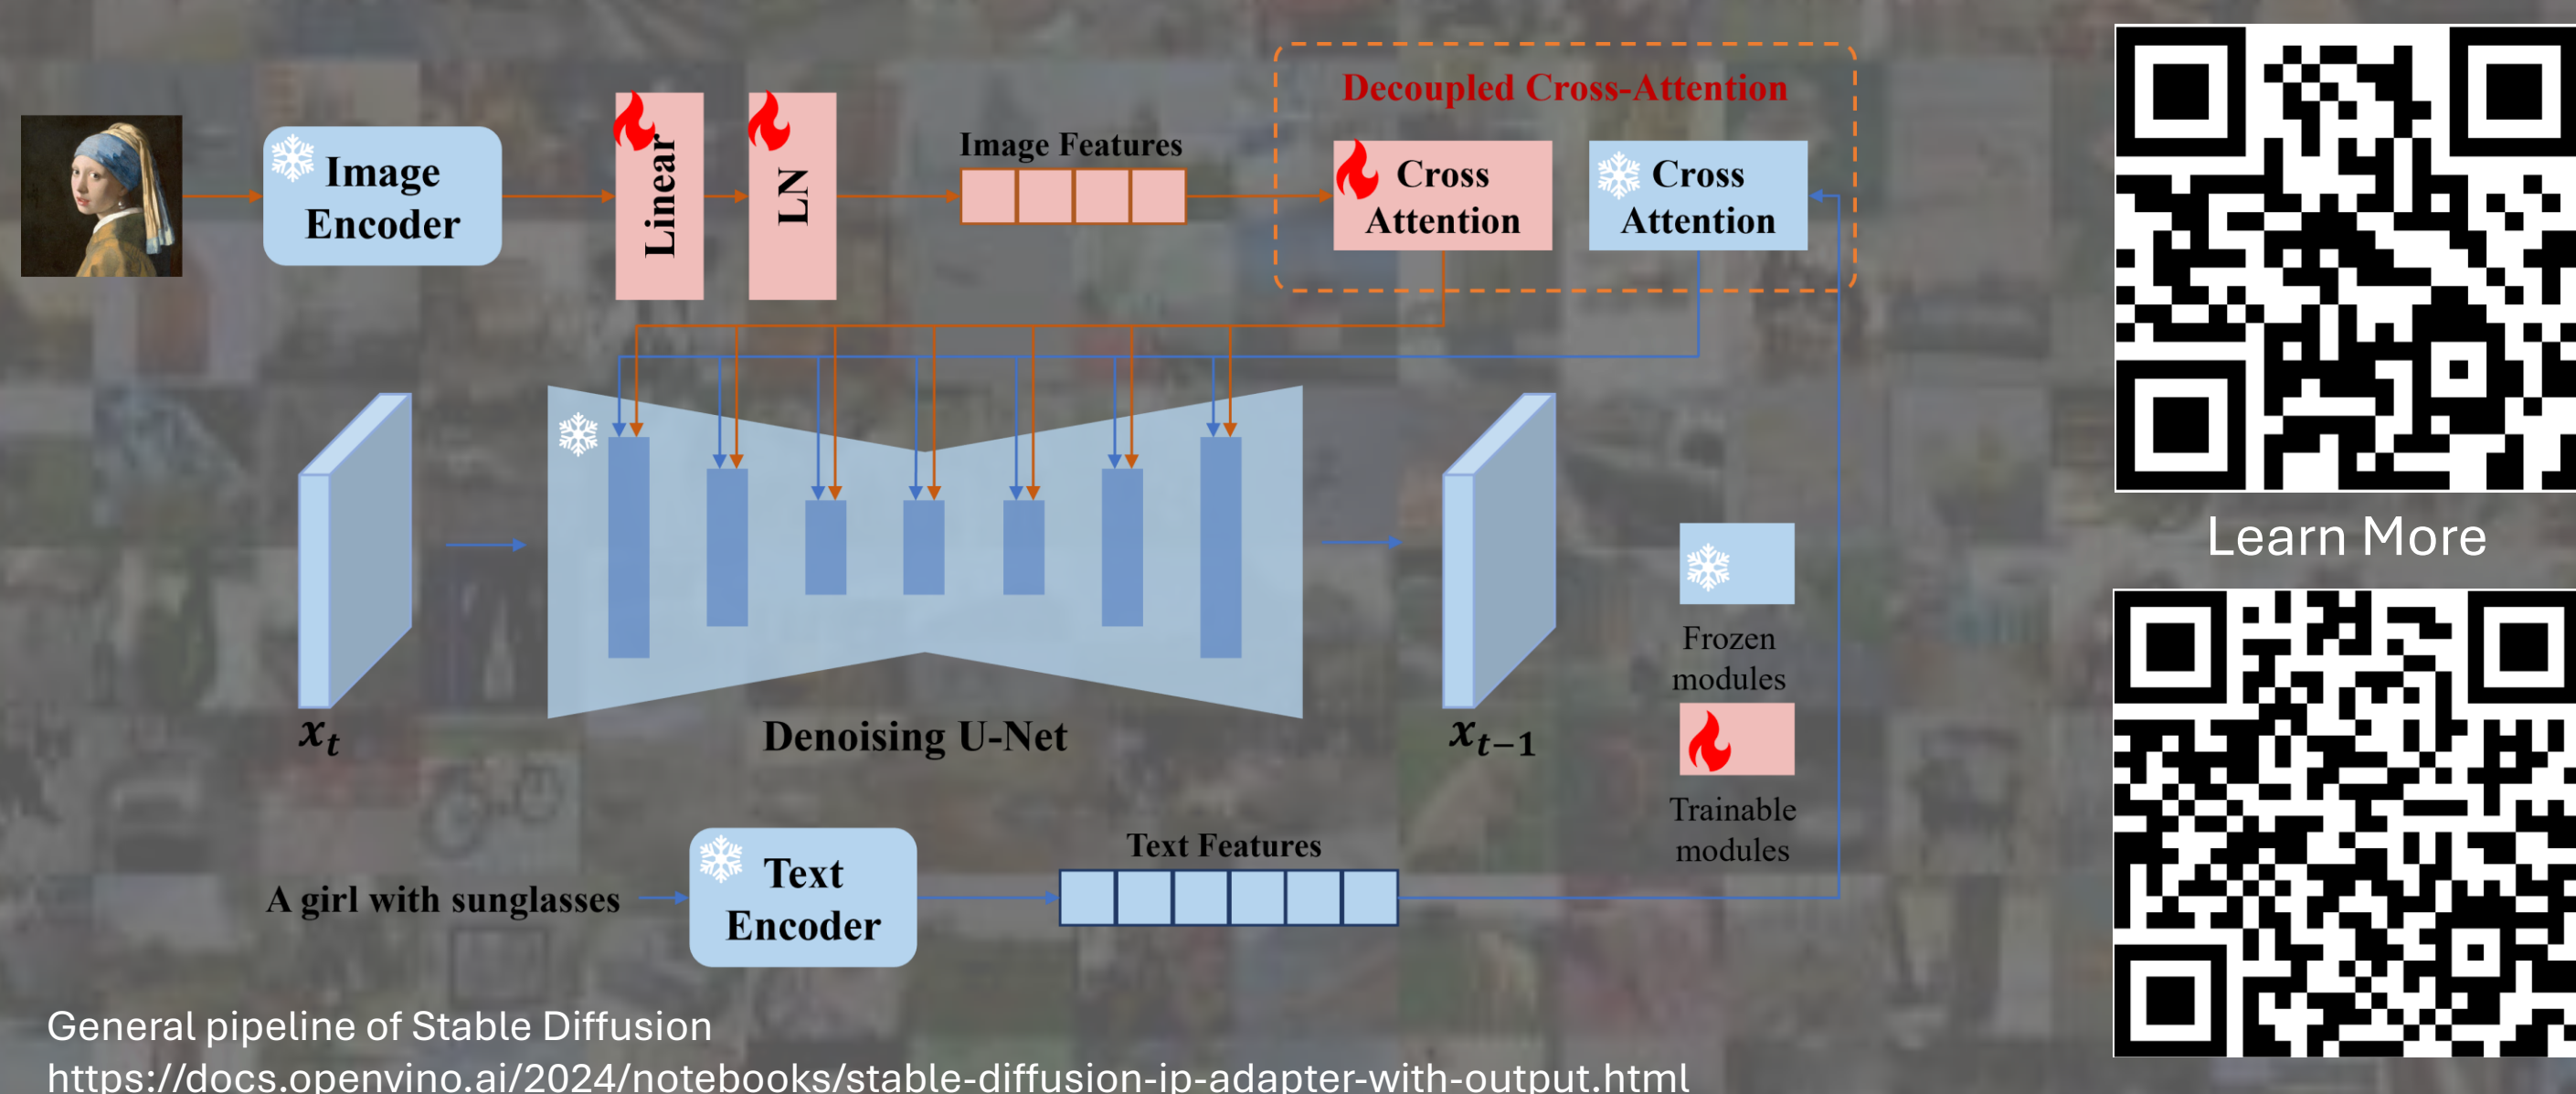 Decoupled Cross-Attention
Image
Encoder
Linear
LN
Image Features
Cross
Attention
Cross
Attention
Learn More
Frozen
modules
x_t
Denoising U-Net
x_{t-1}
Trainable
modules
A girl with sunglasses
Text
Encoder
Text Features
General pipeline of Stable Diffusion
https://docs.openvino.ai/2024/notebooks/stable-diffusion-ip-adapter-with-output.html